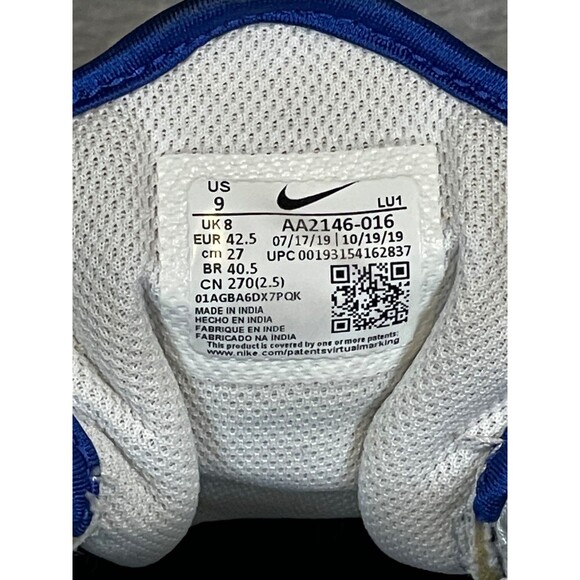 US LU1
9
UK 8 AA2146-016
EUR 42.5 07/17/19 | 10/19/19
cm 27 UPC 00193154162837
BR 40.5
CN 270(2.5)
01AGBA6DX7PQK
MADE IN INDIA
HECHO EN INDIA
FABRIQUE EN INDE
FABRICADO NA ÍNDIA
This product is covered by one or more of
www.nike.com/patentsvirtualmarking